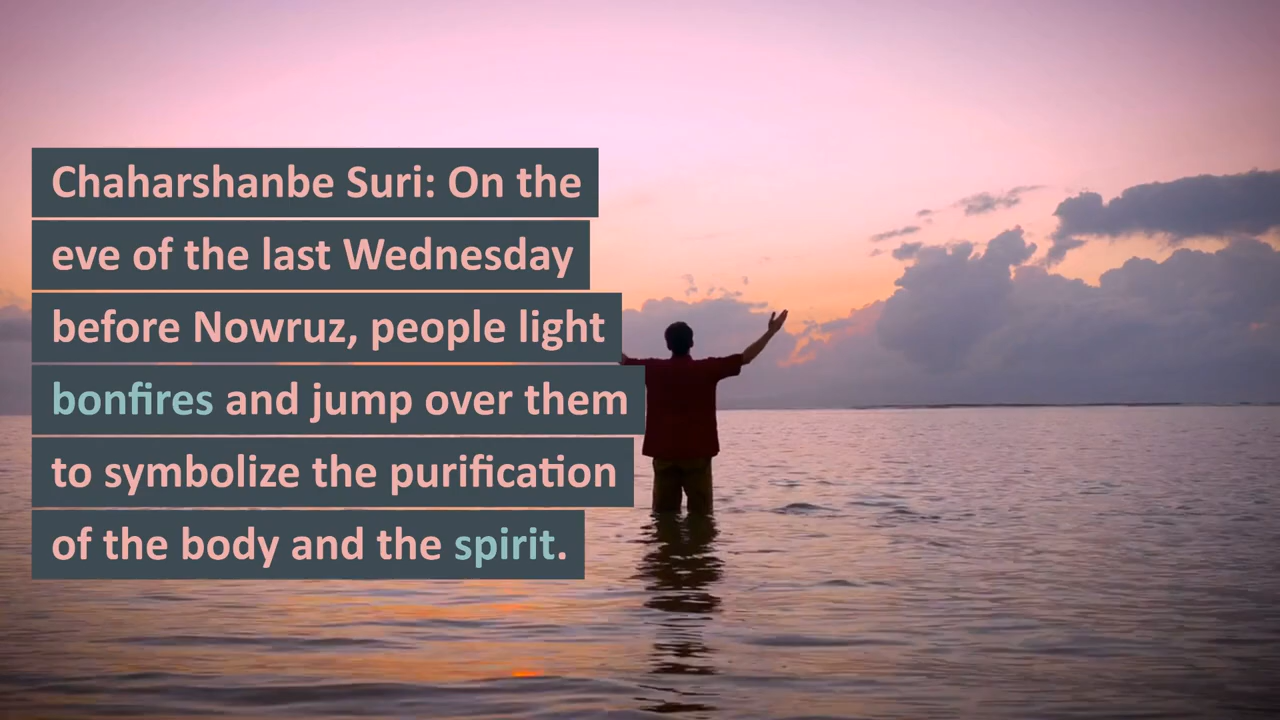 Chaharshanbe Suri: On the
eve of the last Wednesday
before Nowruz, people light
bonfires and jump over them
to symbolize the purification
of the body and the spirit.